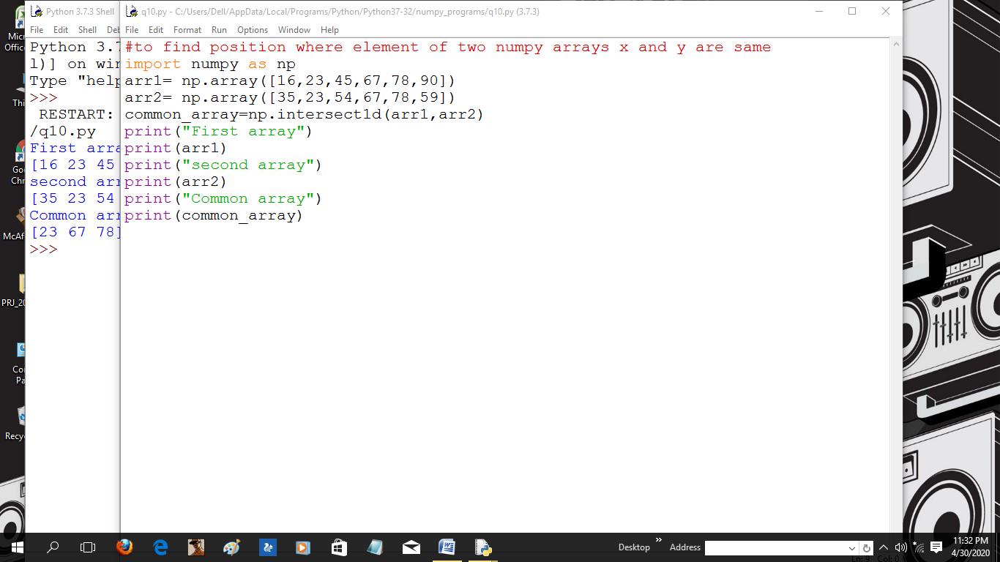 Python 3.7.3 Shell
File Edit Shell Deb
Python 3.7
l)] on wir
Type "help
>>>
RESTART:
/q10.py
First arra
[16 23 45
second arr
[35 23 54
Common arr
[23 67 78]
>>>
q10.py - C:/Users/Dell/AppData/Local/Programs/Python/Python37-32/numpy_programs/q10.py (3.7.3)
File Edit Format Run Options Window Help
#to find position where element of two numpy arrays x and y are same
import numpy as np
arr1= np.array([16,23,45,67,78,90])
arr2= np.array([35,23,54,67,78,59])
common_array=np.intersect1d(arr1,arr2)
print("First array")
print(arr1)
print("second array")
print(arr2)
print("Common array")
print(common_array)
Micr
Office
Thi
Goo
Chr
McAf
PRJ_20
Cor
Pa
Recy
Ln: 9 Col: 0
Desktop
Address
11:32 PM
4/30/2020